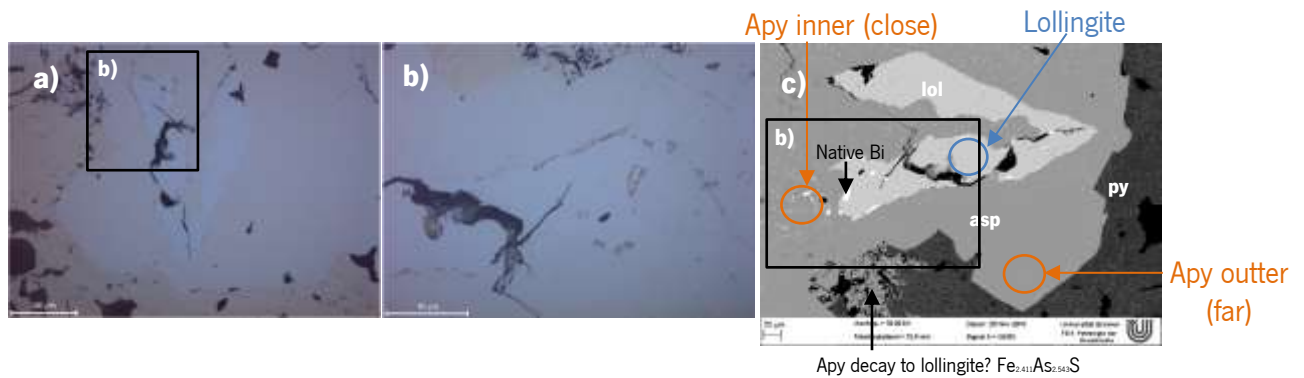 Apy inner (close)
Lollingite
a)
b)
b)
c)
lol
b)
Native Bi
py
asp
Apy outter
(far)
Apy decay to lollingite? Fe₂.₄₁₁As₂.₅₄₃S